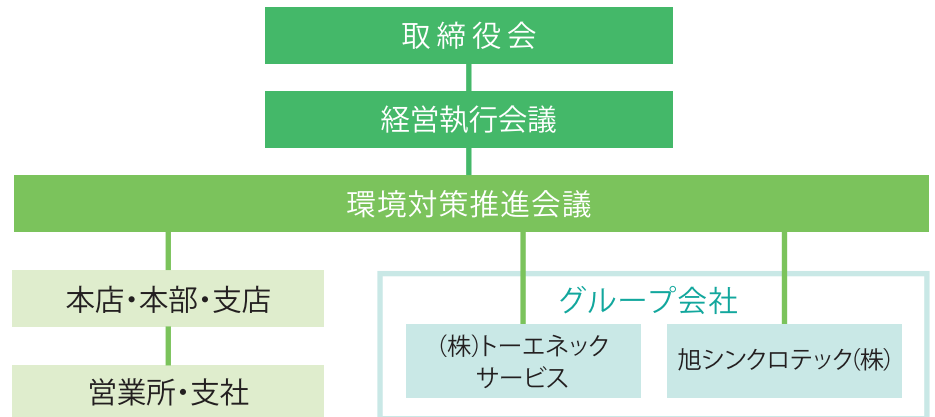 取締役会
経営執行会議
環境対策推進会議
本店・本部・支店
営業所・支社
グループ会社
(株)トーエネック
サービス
旭シンクロテック(株)